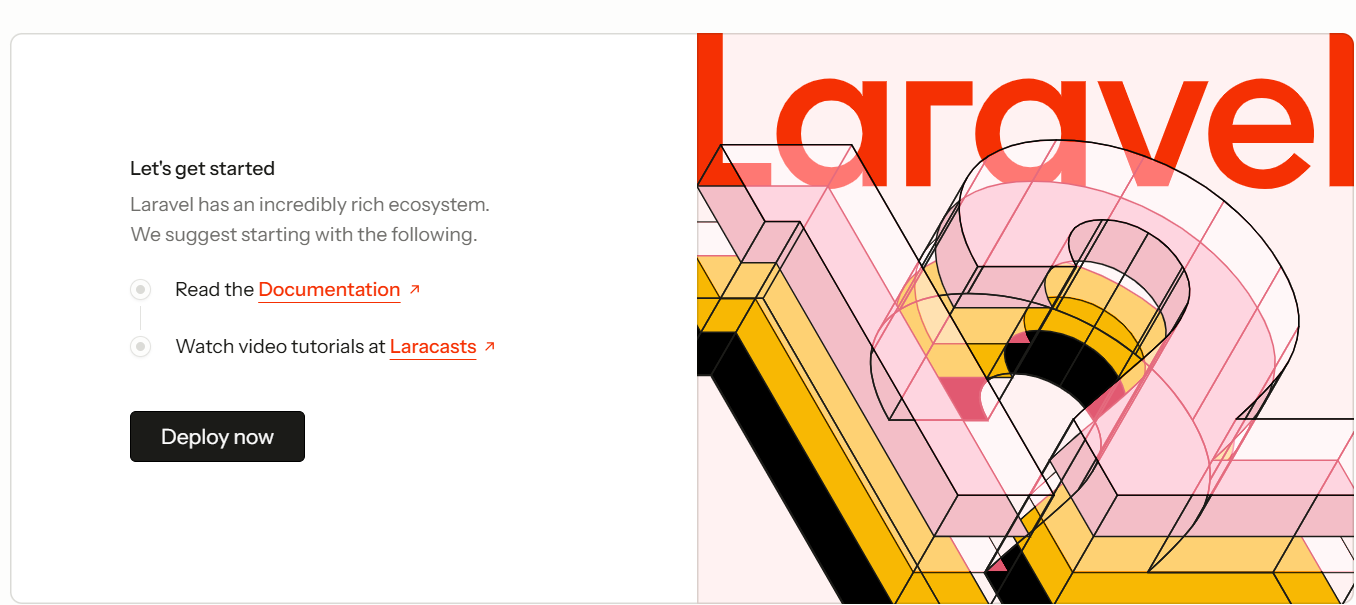 Let's get started
Laravel has an incredibly rich ecosystem.
We suggest starting with the following.
Read the Documentation
Watch video tutorials at Laracasts
Deploy now
Laravel